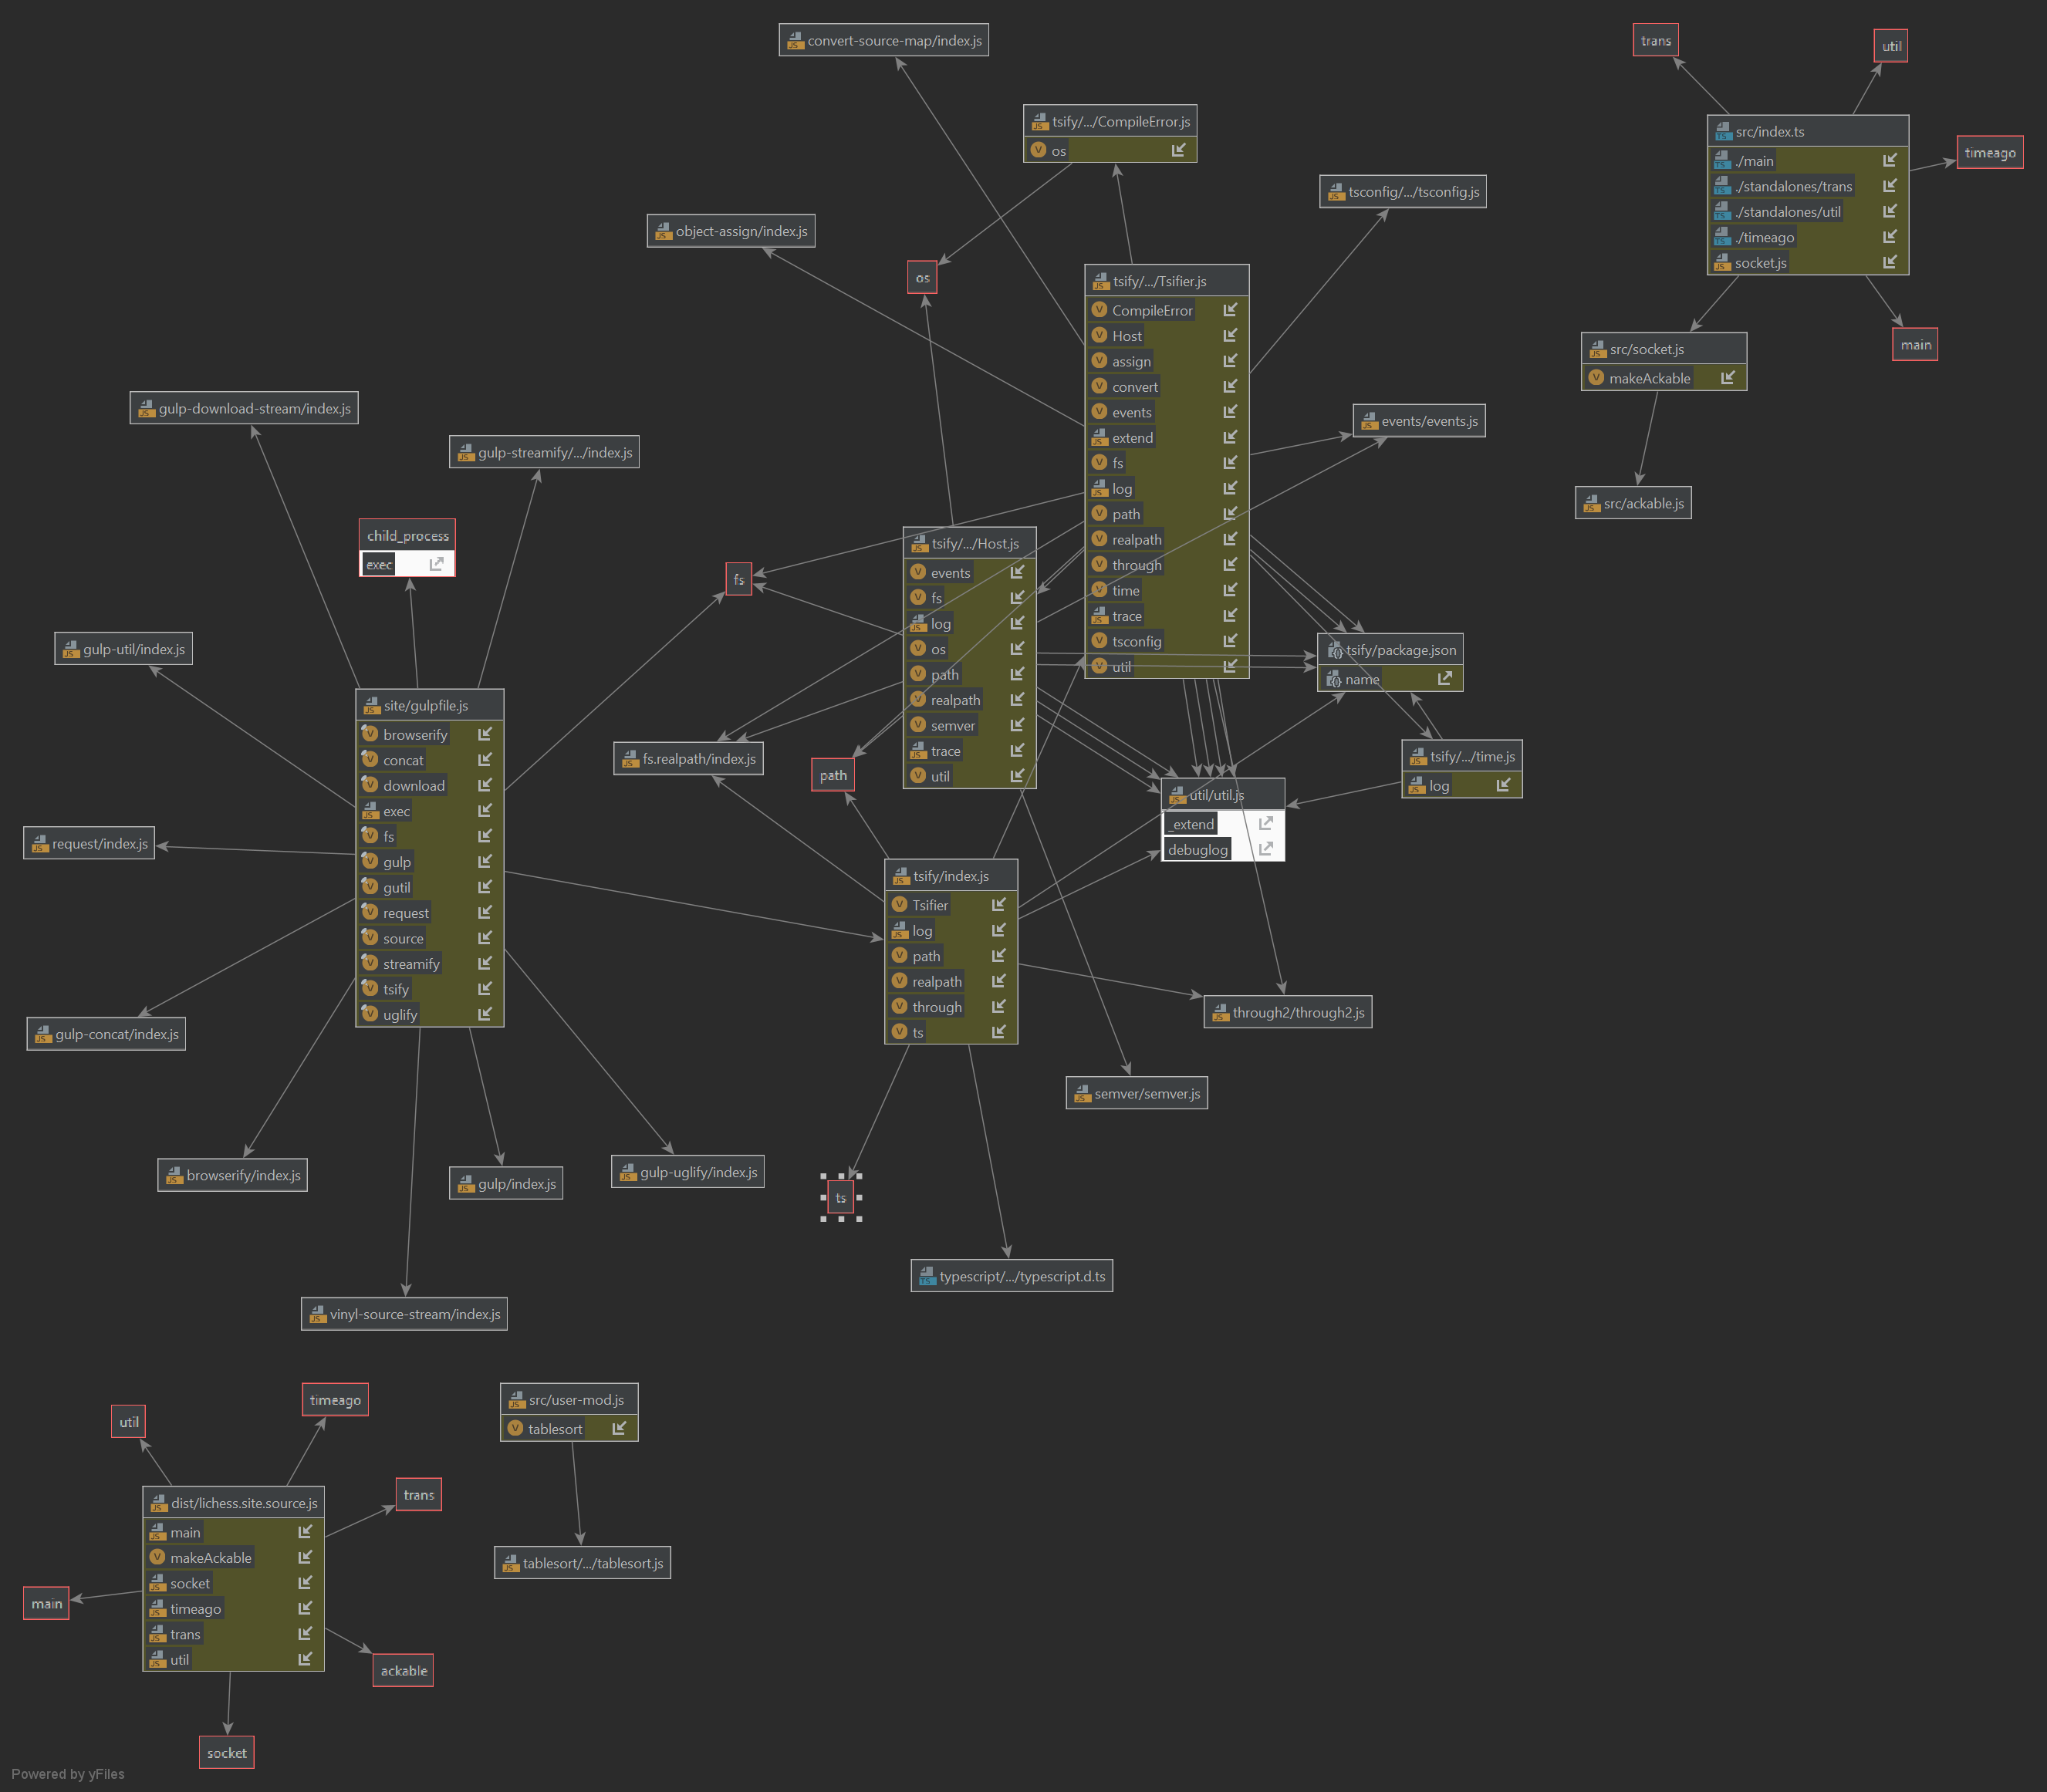 convert-source-map/index.js
trans
util
tsify/.../CompileError.js
os
src/index.ts
./main
./standalones/trans
./standalones/util
./timeago
socket.js
timeago
tsconfig/.../tsconfig.js
object-assign/index.js
os
tsify/.../Tsifier.js
CompileError
Host
assign
convert
events
extend
fs
log
path
realpath
through
time
trace
tsconfig
util
src/socket.js
makeAckable
main
gulp-download-stream/index.js
events/events.js
gulp-streamify/.../index.js
src/ackable.js
child_process
exec
tsify/.../Host.js
events
fs
log
os
path
realpath
semver
trace
util
fs
gulp-util/index.js
tsify/package.json
name
site/gulpfile.js
browserify
concat
download
exec
fs
gulp
gutil
request
source
streamify
tsify
uglify
fs.realpath/index.js
path
tsify/.../time.js
log
util/util.js
_extend
debuglog
request/index.js
tsify/index.js
Tsifier
log
path
realpath
through
ts
through2/through2.js
gulp-concat/index.js
semver/semver.js
browserify/index.js
gulp/index.js
gulp-uglify/index.js
ts
typescript/.../typescript.d.ts
vinyl-source-stream/index.js
timeago
util
src/user-mod.js
tablesort
trans
dist/lichess.site.source.js
main
makeAckable
socket
timeago
trans
util
tablesort/.../tablesort.js
main
ackable
socket
Powered by yFiles